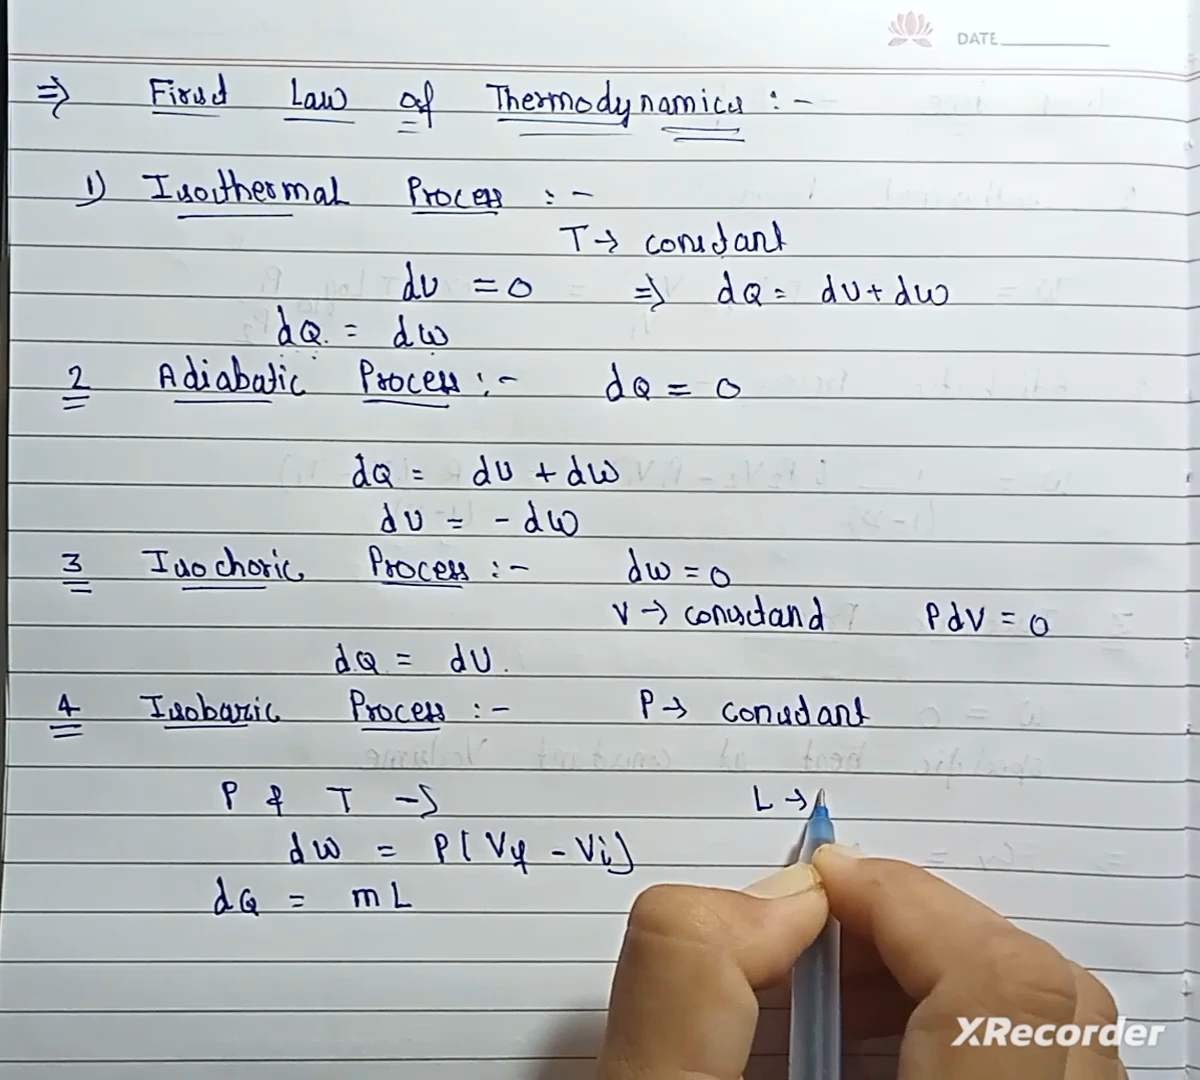 DATE
⇒ First Law of Thermodynamics :-
1) Isothermal Process :-
T → constant
dU = 0 ⇒ dQ = dU + dW
dQ = dW
2 Adiabatic Process :- dQ = 0
dQ = dU + dW
dU = - dW
3 Isochoric Process :- dW = 0
V → constand PdV = 0
dQ = dU.
4 Isobaric Process :- P → constant
P & T → L →
dW = P[Vf - Vi]
dQ = mL
XRecorder